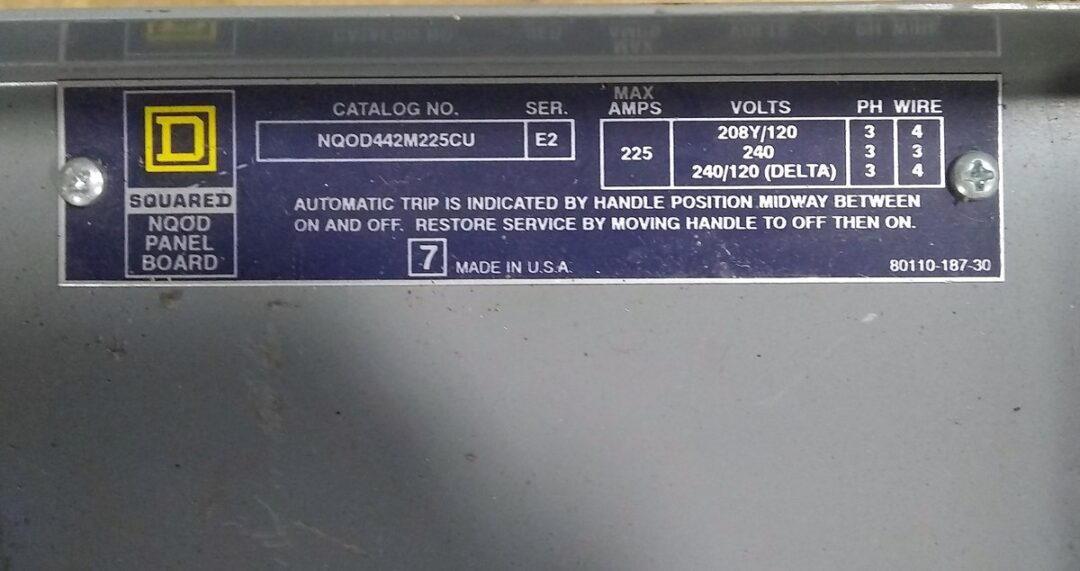 CATALOG NO. SER. MAX AMPS VOLTS PH WIRE
NQOD442M225CU E2 225 208Y/120 3 4
240 3 3
240/120 (DELTA) 3 4
D
SQUARE D
NQOD
PANEL
BOARD
AUTOMATIC TRIP IS INDICATED BY HANDLE POSITION MIDWAY BETWEEN
ON AND OFF. RESTORE SERVICE BY MOVING HANDLE TO OFF THEN ON.
7 MADE IN U.S.A.
80110-187-30